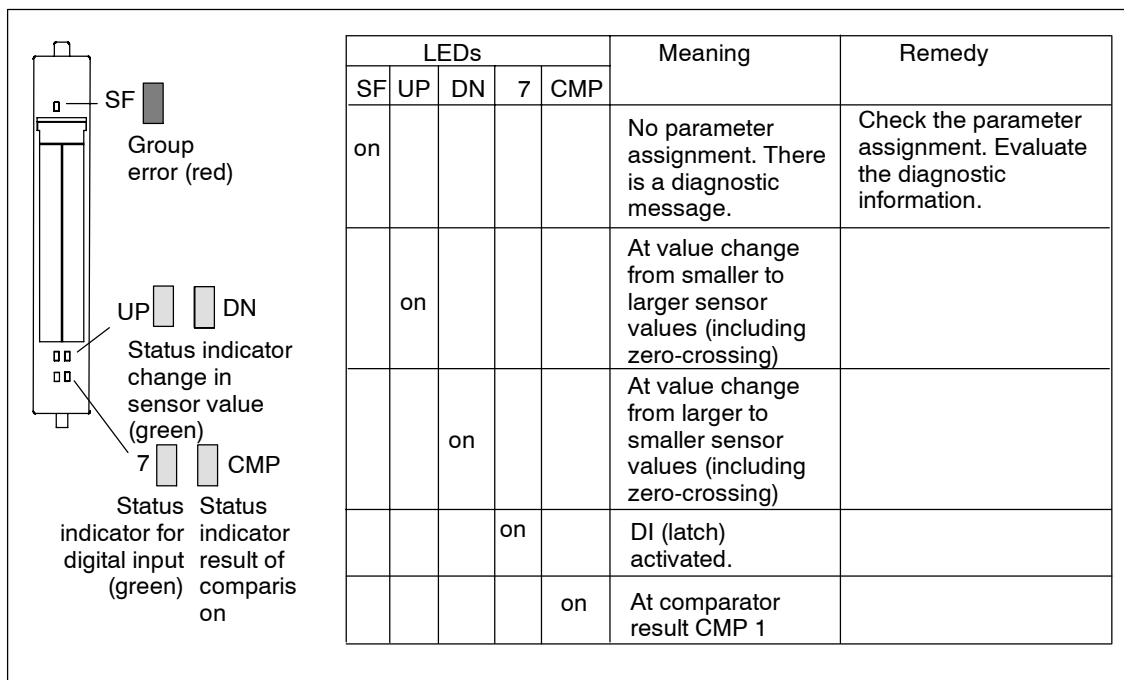 SF
Group
error (red)
UP DN
Status indicator
change in
sensor value
(green)
7 CMP
Status
indicator for
digital input
(green)
Status
indicator
result of
comparis
on
LEDs Meaning Remedy
SF UP DN 7 CMP
on
No parameter
assignment. There
is a diagnostic
message.
Check the parameter
assignment. Evaluate
the diagnostic
information.
on
At value change
from smaller to
larger sensor
values (including
zero-crossing)
on
At value change
from larger to
smaller sensor
values (including
zero-crossing)
on
DI (latch)
activated.
on
At comparator
result CMP 1